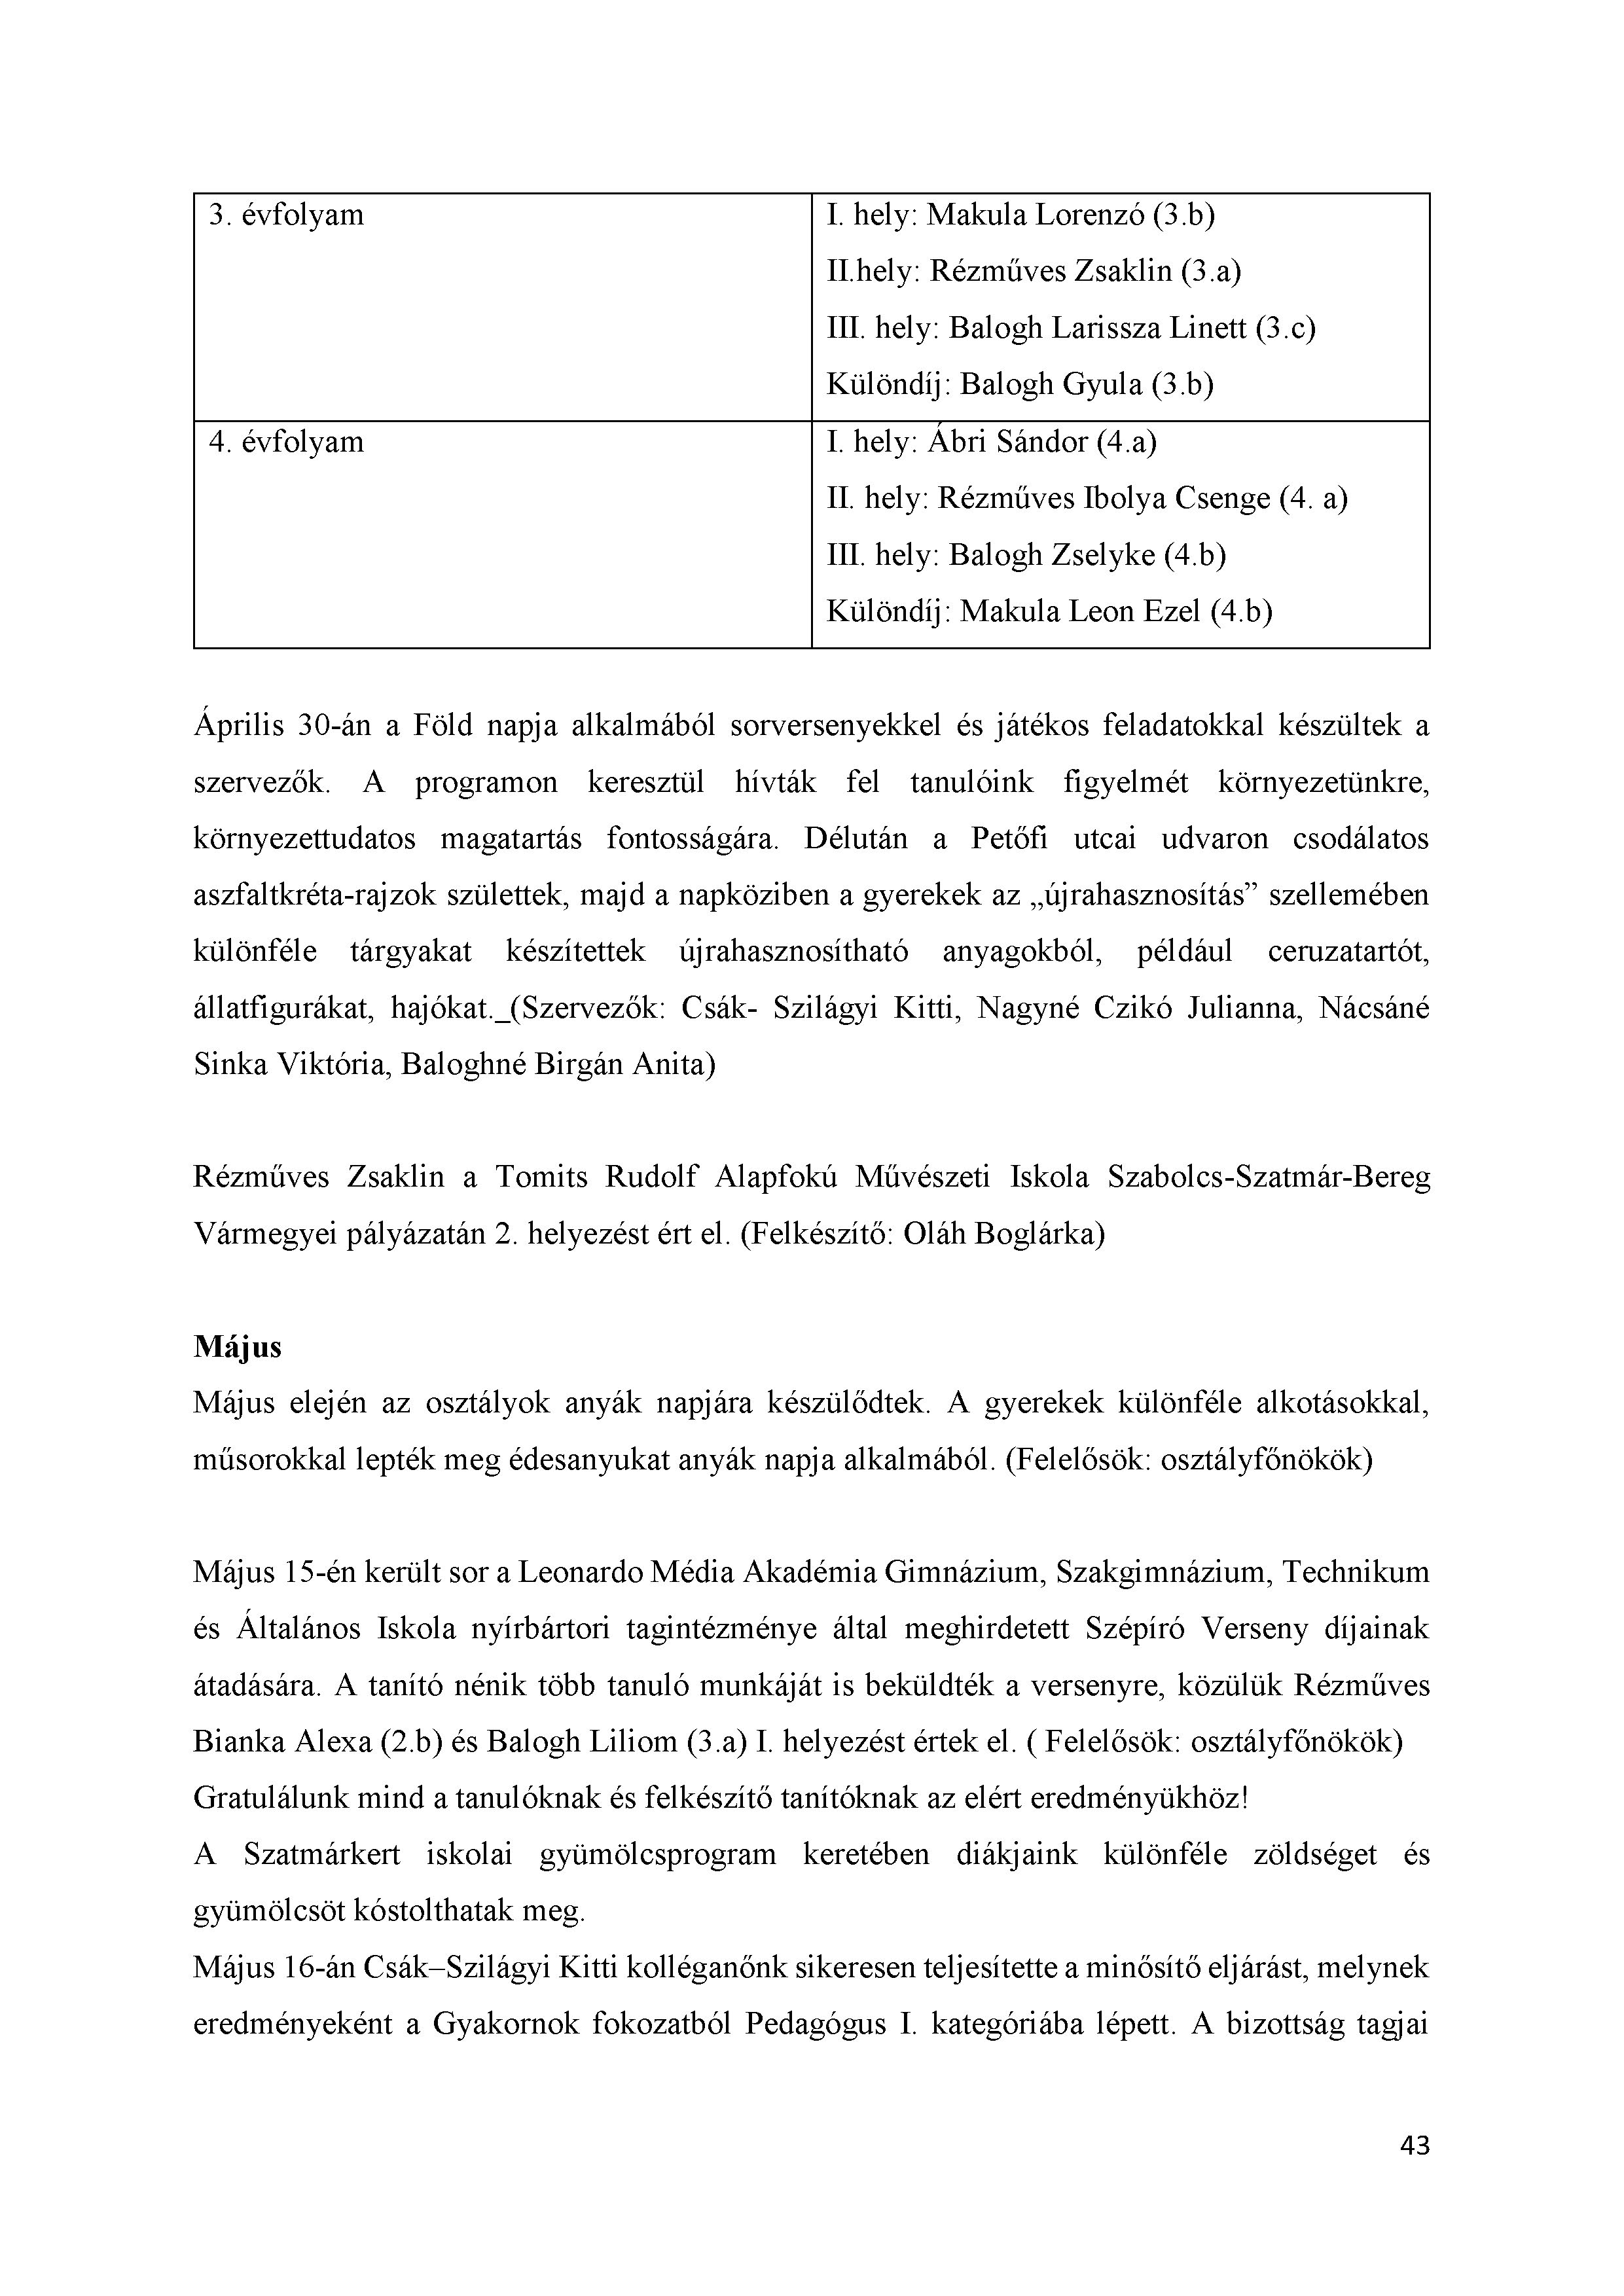 3. évfolyam
I. hely: Makula Lorenzó (3.b)
II.hely: Rézműves Zsaklin (3.a)
III. hely: Balogh Larissza Linett (3.c)
Különdíj: Balogh Gyula (3.b)
4. évfolyam
I. hely: Ábri Sándor (4.a)
II. hely: Rézműves Ibolya Csenge (4. a)
III. hely: Balogh Zselyke (4.b)
Különdíj: Makula Leon Ezel (4.b)
Április 30-án a Föld napja alkalmából sorversenyekkel és játékos feladatokkal készültek a
szervezők. A programon keresztül hívták fel tanulóink figyelmét környezetünkre,
környezettudatos magatartás fontosságára. Délután a Petőfi utcai udvaron csodálatos
aszfaltkréta-rajzok születtek, majd a napköziben a gyerekek az „újrahasznosítás” szellemében
különféle tárgyakat készítettek újrahasznosítható anyagokból, például ceruzatartót,
állatfigurákat, hajókat._(Szervezők: Csák- Szilágyi Kitti, Nagyné Czikó Julianna, Nácsáné
Sinka Viktória, Baloghné Birgán Anita)
Rézműves Zsaklin a Tomits Rudolf Alapfokú Művészeti Iskola Szabolcs-Szatmár-Bereg
Vármegyei pályázatán 2. helyezést ért el. (Felkészítő: Oláh Boglárka)
Május
Május elején az osztályok anyák napjára készülődtek. A gyerekek különféle alkotásokkal,
műsorokkal lepték meg édesanyukat anyák napja alkalmából. (Felelősök: osztályfőnökök)
Május 15-én került sor a Leonardo Média Akadémia Gimnázium, Szakgimnázium, Technikum
és Általános Iskola nyírbártori tagintézménye által meghirdetett Szépíró Verseny díjainak
átadására. A tanító nénik több tanuló munkáját is beküldték a versenyre, közülük Rézműves
Bianka Alexa (2.b) és Balogh Liliom (3.a) I. helyezést értek el. ( Felelősök: osztályfőnökök)
Gratulálunk mind a tanulóknak és felkészítő tanítóknak az elért eredményükhöz!
A Szatmárkert iskolai gyümölcsprogram keretében diákjaink különféle zöldséget és
gyümölcsöt kóstolthatak meg.
Május 16-án Csák–Szilágyi Kitti kolléganőnk sikeresen teljesítette a minősítő eljárást, melynek
eredményeként a Gyakornok fokozatból Pedagógus I. kategóriába lépett. A bizottság tagjai
43